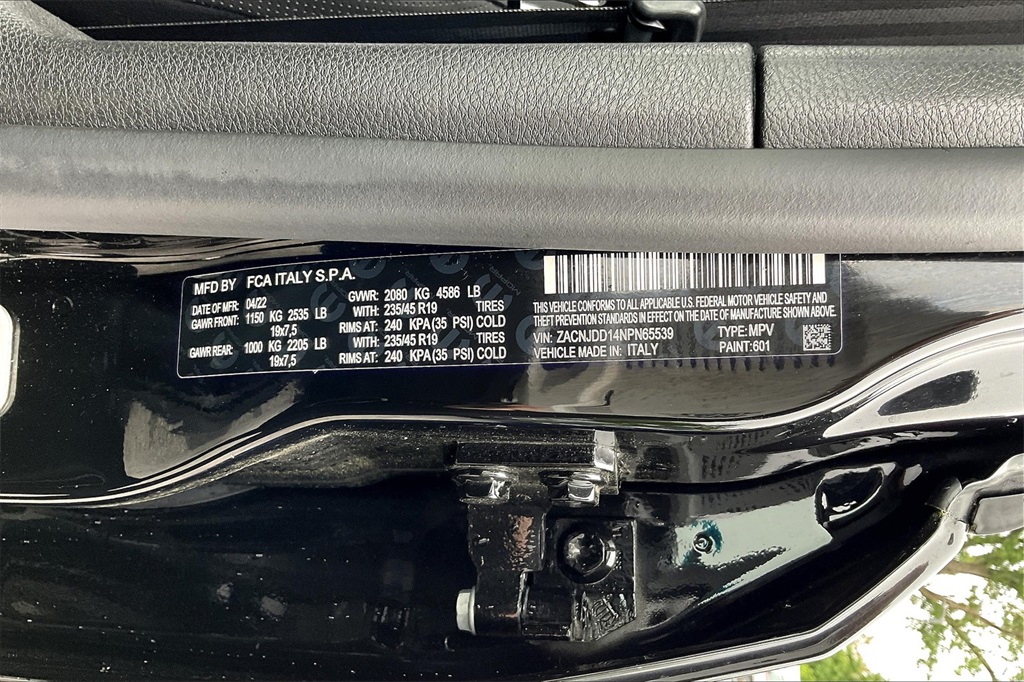 MFD BY FCA ITALY S.P.A.
DATE OF MFR: 04/22 GVWR: 2080 KG 4586 LB
GAWR FRONT: 1150 KG 2535 LB WITH: 235/45 R19 TIRES
19x7,5 RIMS AT: 240 KPA (35 PSI) COLD
GAWR REAR: 1000 KG 2205 LB WITH: 235/45 R19 TIRES
19x7,5 RIMS AT: 240 KPA (35 PSI) COLD
THIS VEHICLE CONFORMS TO ALL APPLICABLE U.S. FEDERAL MOTOR VEHICLE SAFETY AND
THEFT PREVENTION STANDARDS IN EFFECT ON THE DATE OF MANUFACTURE SHOWN ABOVE.
VIN: ZACNJDD14NPN65539 TYPE: MPV
VEHICLE MADE IN: ITALY PAINT: 601